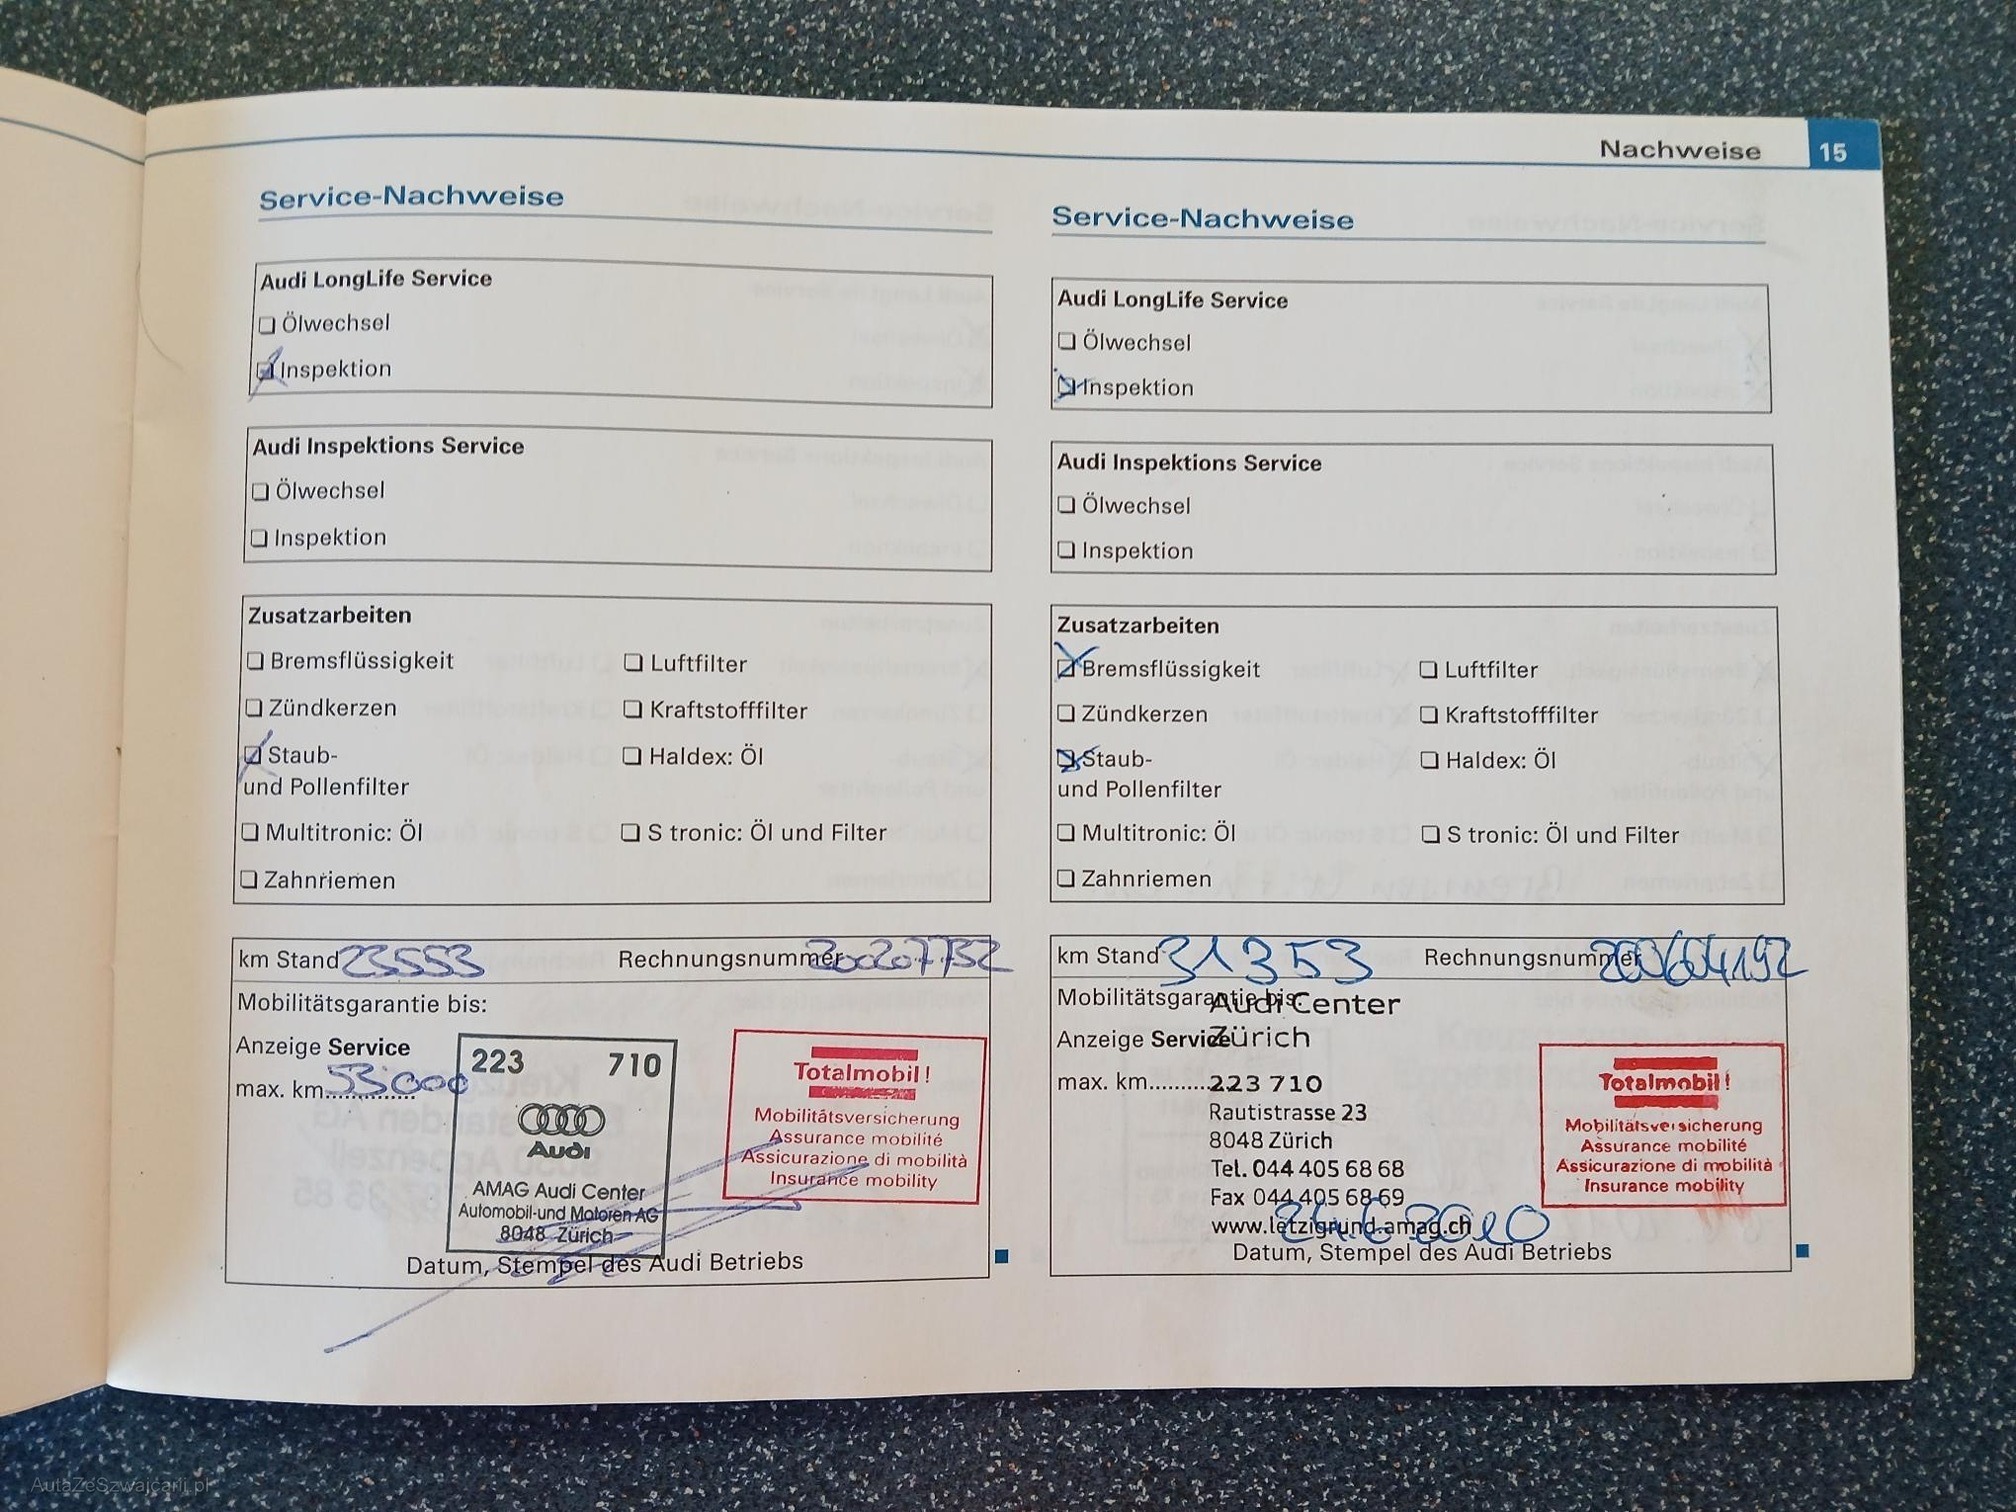 Nachweise 15
Service-Nachweise
Audi LongLife Service
Ölwechsel
Inspektion
Audi Inspektions Service
Ölwechsel
Inspektion
Zusatzarbeiten
Bremsflüssigkeit
Luftfilter
Zündkerzen
Kraftstofffilter
Staub-
und Pollenfilter
Haldex: Öl
Multitronic: Öl
S tronic: Öl und Filter
Zahnriemen
km Stand 23553 Rechnungsnummer
Mobilitätsgarantie bis:
Anzeige Service
max. km 53000
223 710
Audi
AMAG Audi Center
Automobil-und Motoren AG
8048 Zürich
Totalmobil!
Mobilitätsversicherung
Assurance mobilité
Assicurazione di mobilità
Insurance mobility
Datum, Stempel des Audi Betriebs
Service-Nachweise
Audi LongLife Service
Ölwechsel
Inspektion
Audi Inspektions Service
Ölwechsel
Inspektion
Zusatzarbeiten
Bremsflüssigkeit
Luftfilter
Zündkerzen
Kraftstofffilter
Staub-
und Pollenfilter
Haldex: Öl
Multitronic: Öl
S tronic: Öl und Filter
Zahnriemen
km Stand 31353 Rechnungsnummer
Mobilitätsgarantie bis:
Anzeige Service
max. km
Audi Center
Zürich
223 710
Rautistrasse 23
8048 Zürich
Tel. 044 405 68 68
Fax 044 405 68 69
www.letzigrund.amag.ch
24.6.2010
Totalmobil!
Mobilitätsversicherung
Assurance mobilité
Assicurazione di mobilità
Insurance mobility
Datum, Stempel des Audi Betriebs
AutaZeSzwajcarii.pl